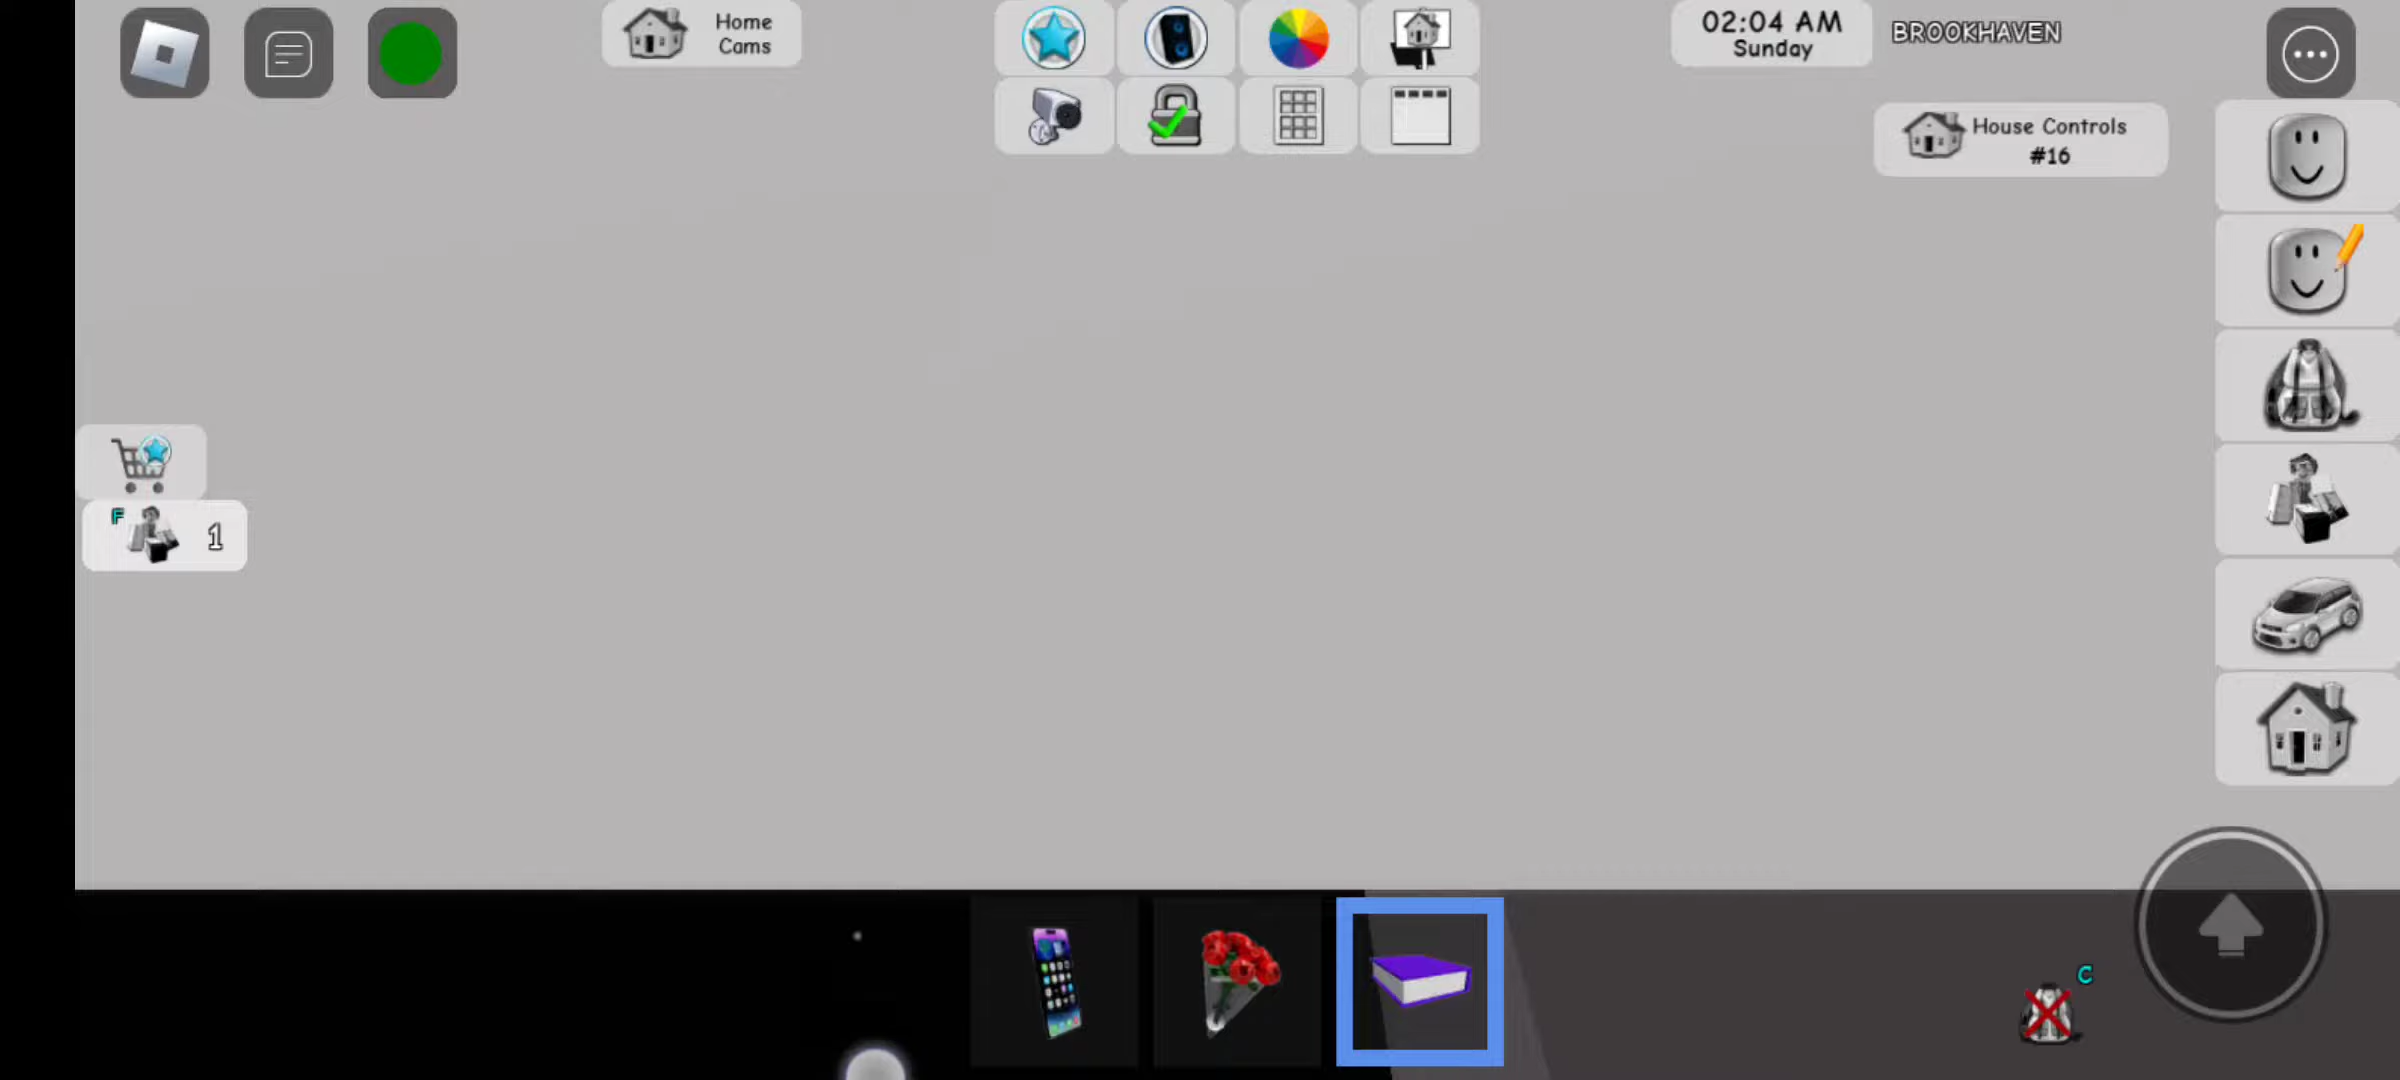 Home
Cams
02:04 AM
Sunday
BROOKHAVEN
House Controls
#16
F
1
C